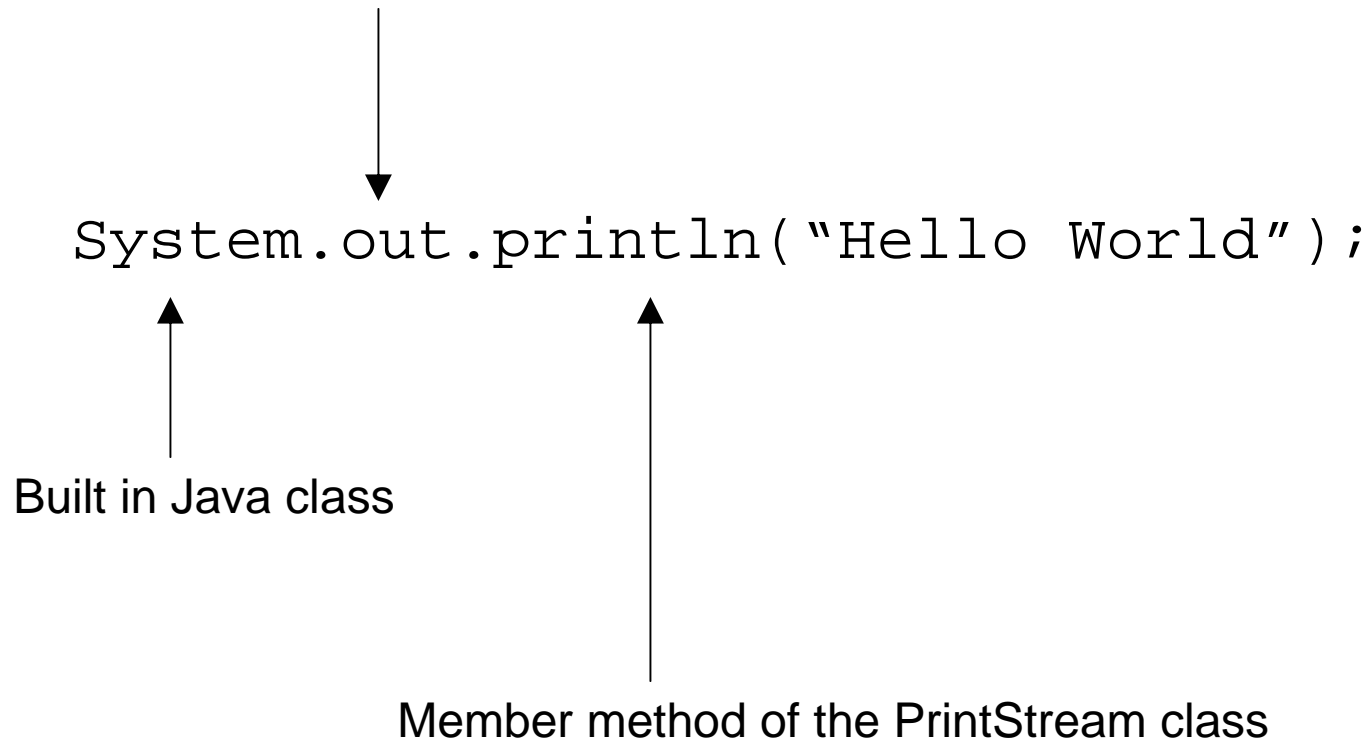 System.out.println(“Hello World”);
Built in Java class
Member method of the PrintStream class